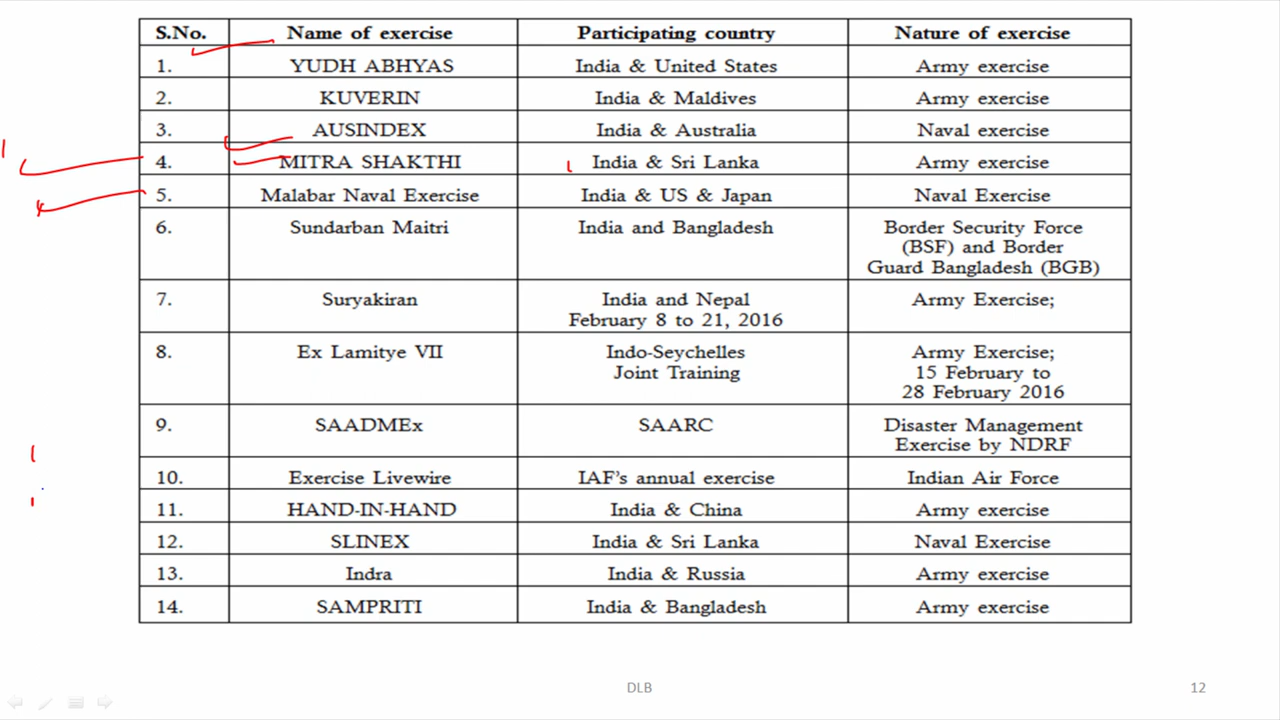 S.No. Name of exercise Participating country Nature of exercise
1. YUDH ABHYAS India & United States Army exercise
2. KUVERIN India & Maldives Army exercise
3. AUSINDEX India & Australia Naval exercise
4. MITRA SHAKTHI India & Sri Lanka Army exercise
5. Malabar Naval Exercise India & US & Japan Naval Exercise
6. Sundarban Maitri India and Bangladesh Border Security Force
(BSF) and Border
Guard Bangladesh (BGB)
7. Suryakiran India and Nepal Army Exercise;
February 8 to 21, 2016
8. Ex Lamitye VII Indo-Seychelles Army Exercise;
Joint Training 15 February to
28 February 2016
9. SAADMEx SAARC Disaster Management
Exercise by NDRF
10. Exercise Livewire IAF's annual exercise Indian Air Force
11. HAND-IN-HAND India & China Army exercise
12. SLINEX India & Sri Lanka Naval Exercise
13. Indra India & Russia Army exercise
14. SAMPRITI India & Bangladesh Army exercise
DLB 12